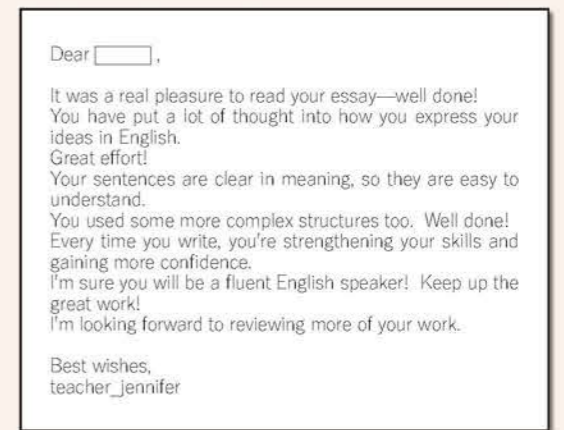 Dear ,
It was a real pleasure to read your essay—well done!
You have put a lot of thought into how you express your
ideas in English.
Great effort!
Your sentences are clear in meaning, so they are easy to
understand.
You used some more complex structures too. Well done!
Every time you write, you're strengthening your skills and
gaining more confidence.
I'm sure you will be a fluent English speaker! Keep up the
great work!
I'm looking forward to reviewing more of your work.
Best wishes,
teacher_jennifer